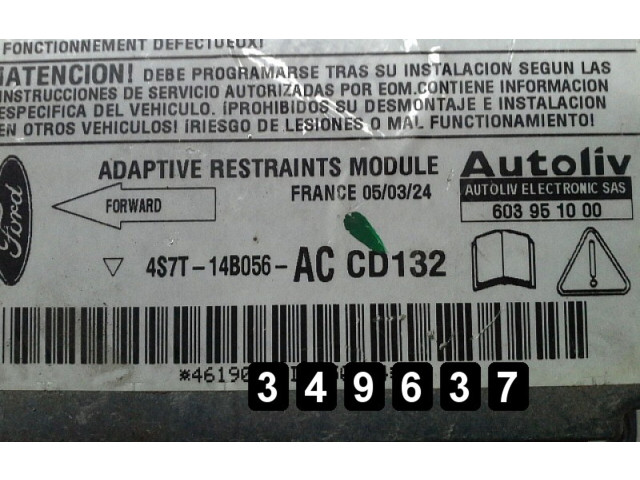 FONCTIONNEMENT DEFECTUEUX!
¡ATENCION! DEBE PROGRAMARSE TRAS SU INSTALACION SEGUN LAS
INSTRUCCIONES DE SERVICIO AUTORIZADAS POR EOM.CONTIENE INFORMACION
ESPECIFICA DEL VEHICULO. ¡PROHIBIDOS SU DESMONTAJE E INSTALACION
EN OTROS VEHICULOS! ¡RIESGO DE LESIONES O MAL FUNCIONAMIENTO!
Ford
FORWARD
ADAPTIVE RESTRAINTS MODULE
FRANCE 05/03/24
Autoliv
AUTOLIV ELECTRONIC SAS
603 95 10 00
4S7T-14B056-AC CD132
*46190
349637